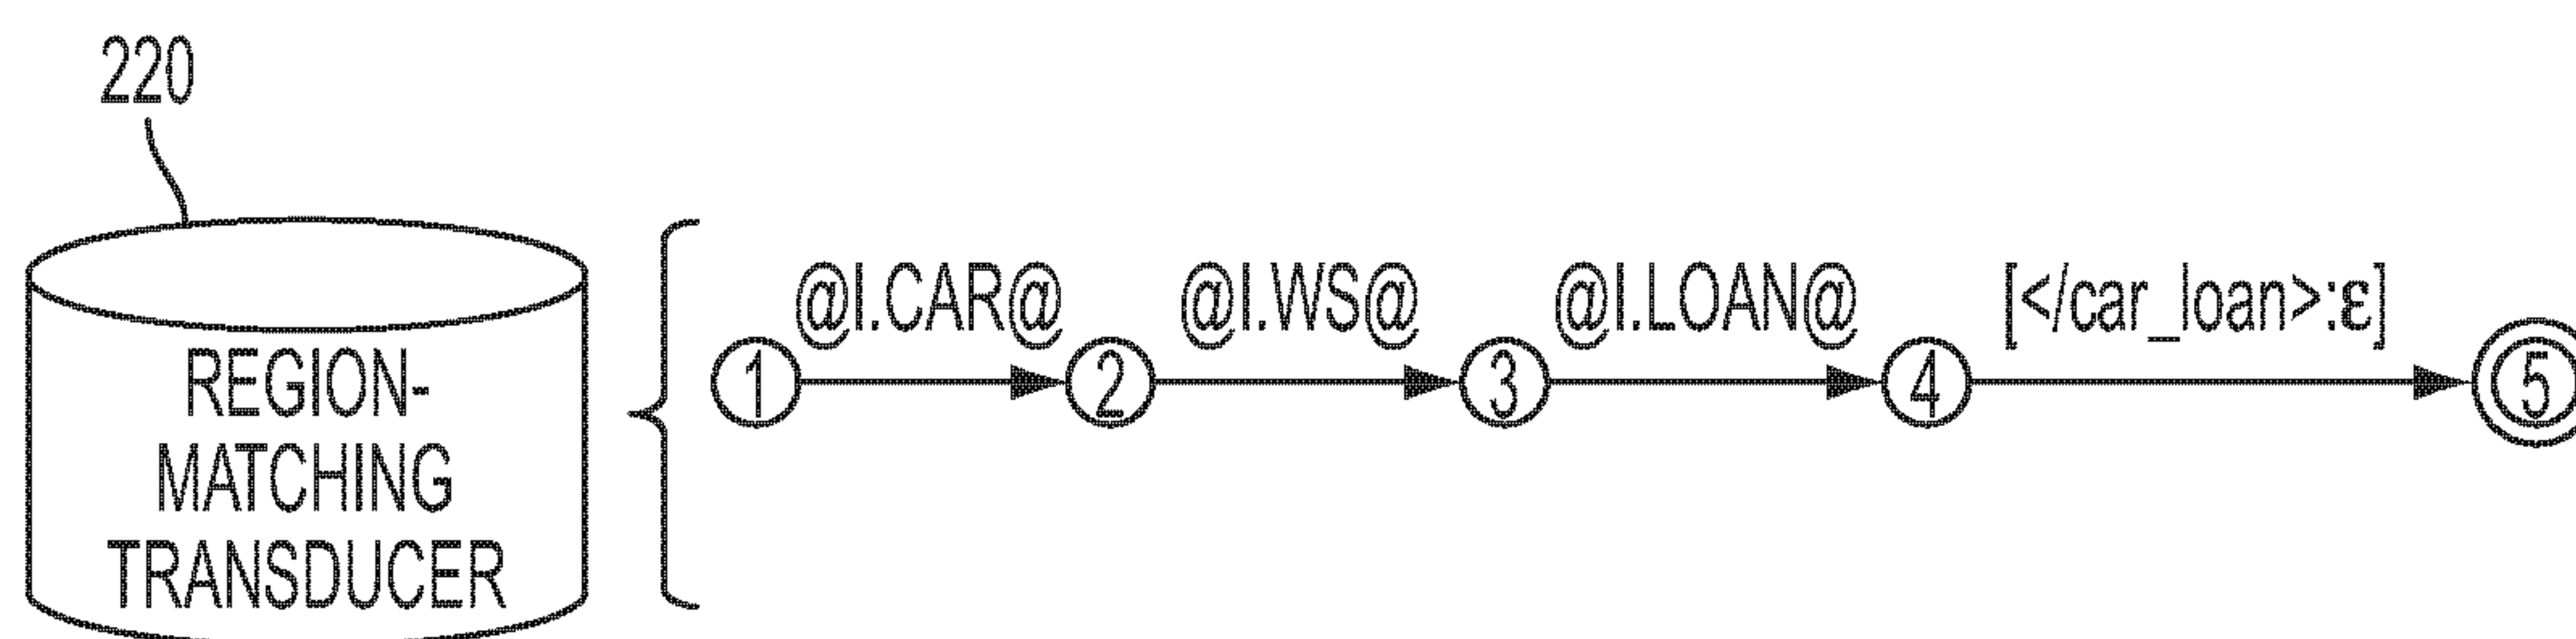 220
REGION-
MATCHING
TRANSDUCER
@I.CAR@ @I.WS@ @I.LOAN@ [</car_loan>:ε]
1 2 3 4 5